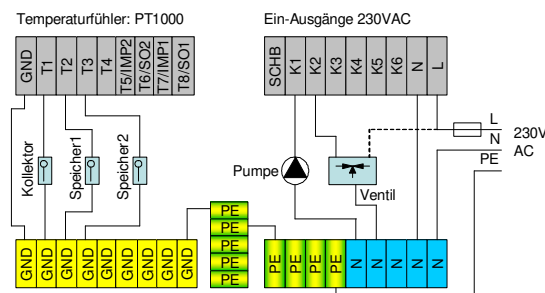 Temperaturfühler: PT1000
Ein-Ausgänge 230VAC
GND T1 T2 T3 T4 T5/IMP2 T6/SO2 T7/IMP1 T8/SO1
SCHB K1 K2 K3 K4 K5 K6 N L
L
N
PE
230V
AC
Kollektor
Speicher1
Speicher2
Pumpe
Ventil
PE
PE
PE
PE
PE
GND GND GND GND GND GND GND GND GND
PE PE PE PE N N N N N